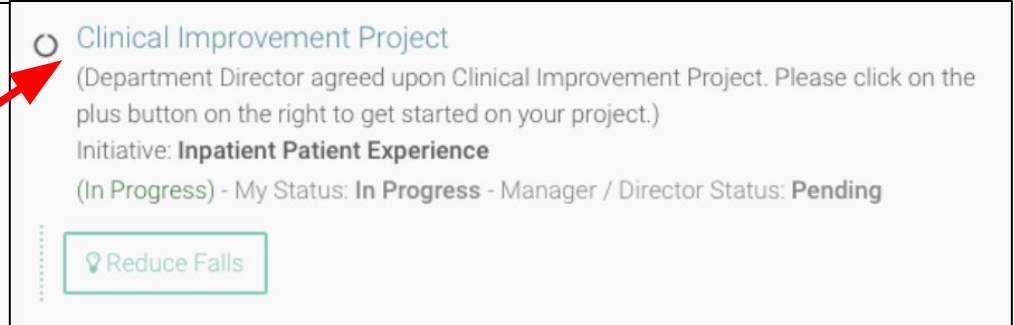 Clinical Improvement Project
(Department Director agreed upon Clinical Improvement Project. Please click on the
plus button on the right to get started on your project.)
Initiative: Inpatient Patient Experience
(In Progress) - My Status: In Progress - Manager / Director Status: Pending
Reduce Falls